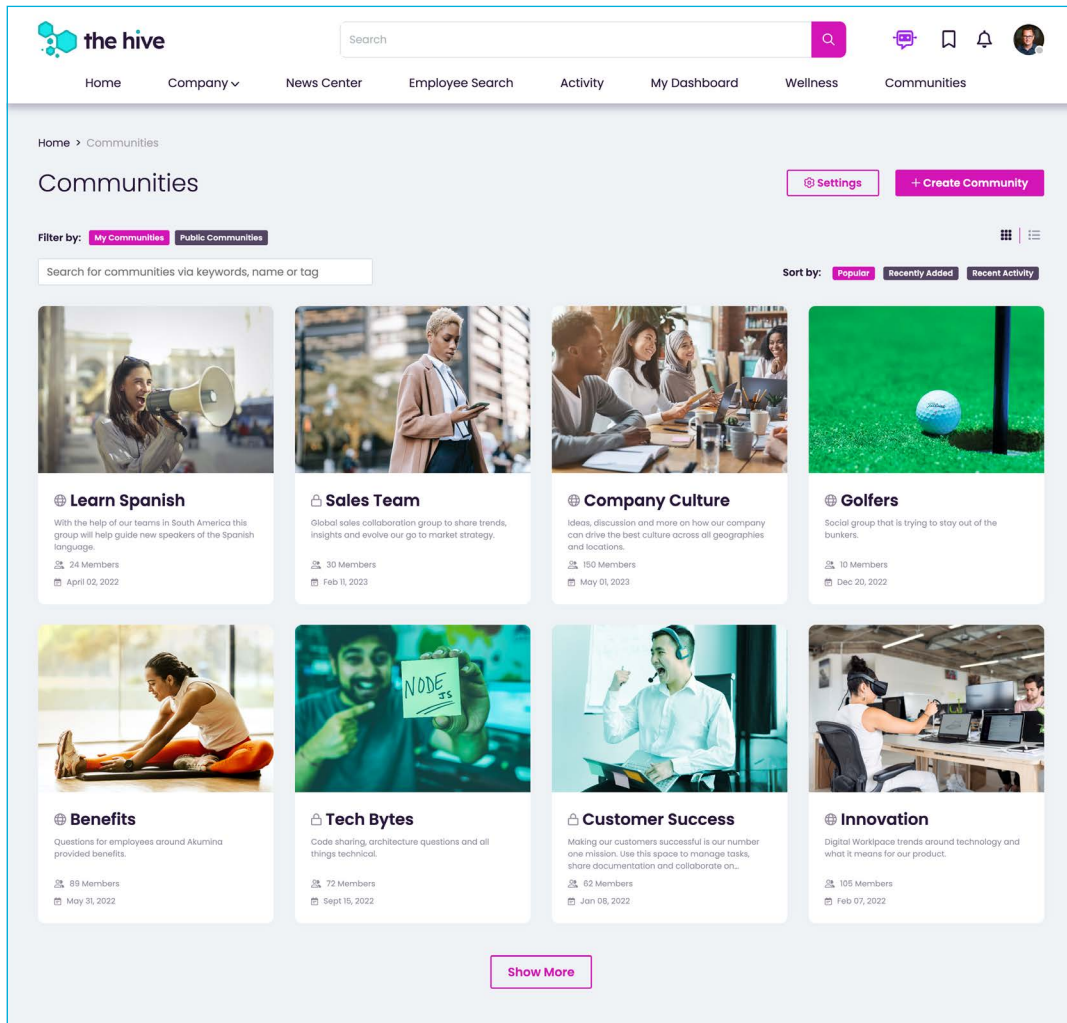 the hive
Search
Home Company News Center Employee Search Activity My Dashboard Wellness Communities
Home > Communities
Communities
Settings
+ Create Community
Filter by: My Communities Public Communities
Search for communities via keywords, name or tag
Sort by: Popular Recently Added Recent Activity
NODE
JS
Learn Spanish
With the help of our teams in South America this
group will help guide new speakers of the Spanish
language.
24 Members
April 02, 2022
Sales Team
Global sales collaboration group to share trends,
insights and evolve our go to market strategy.
30 Members
Feb 11, 2023
Company Culture
Ideas, discussion and more on how our company
can drive the best culture across all geographies
and locations.
150 Members
May 01, 2023
Titleist
Golfers
Social group that is trying to stay out of the
bunkers.
10 Members
Dec 20, 2022
Benefits
Questions for employees around Akumina
provided benefits.
89 Members
May 31, 2022
Tech Bytes
Code sharing, architecture questions and all
things technical.
72 Members
Sept 15, 2022
Customer Success
Making our customers successful is our number
one mission. Use this space to manage tasks,
share documentation and collaborate on...
62 Members
Jan 08, 2022
Innovation
Digital Worklpace trends around technology and
what it means for our product.
105 Members
Feb 07, 2022
Show More